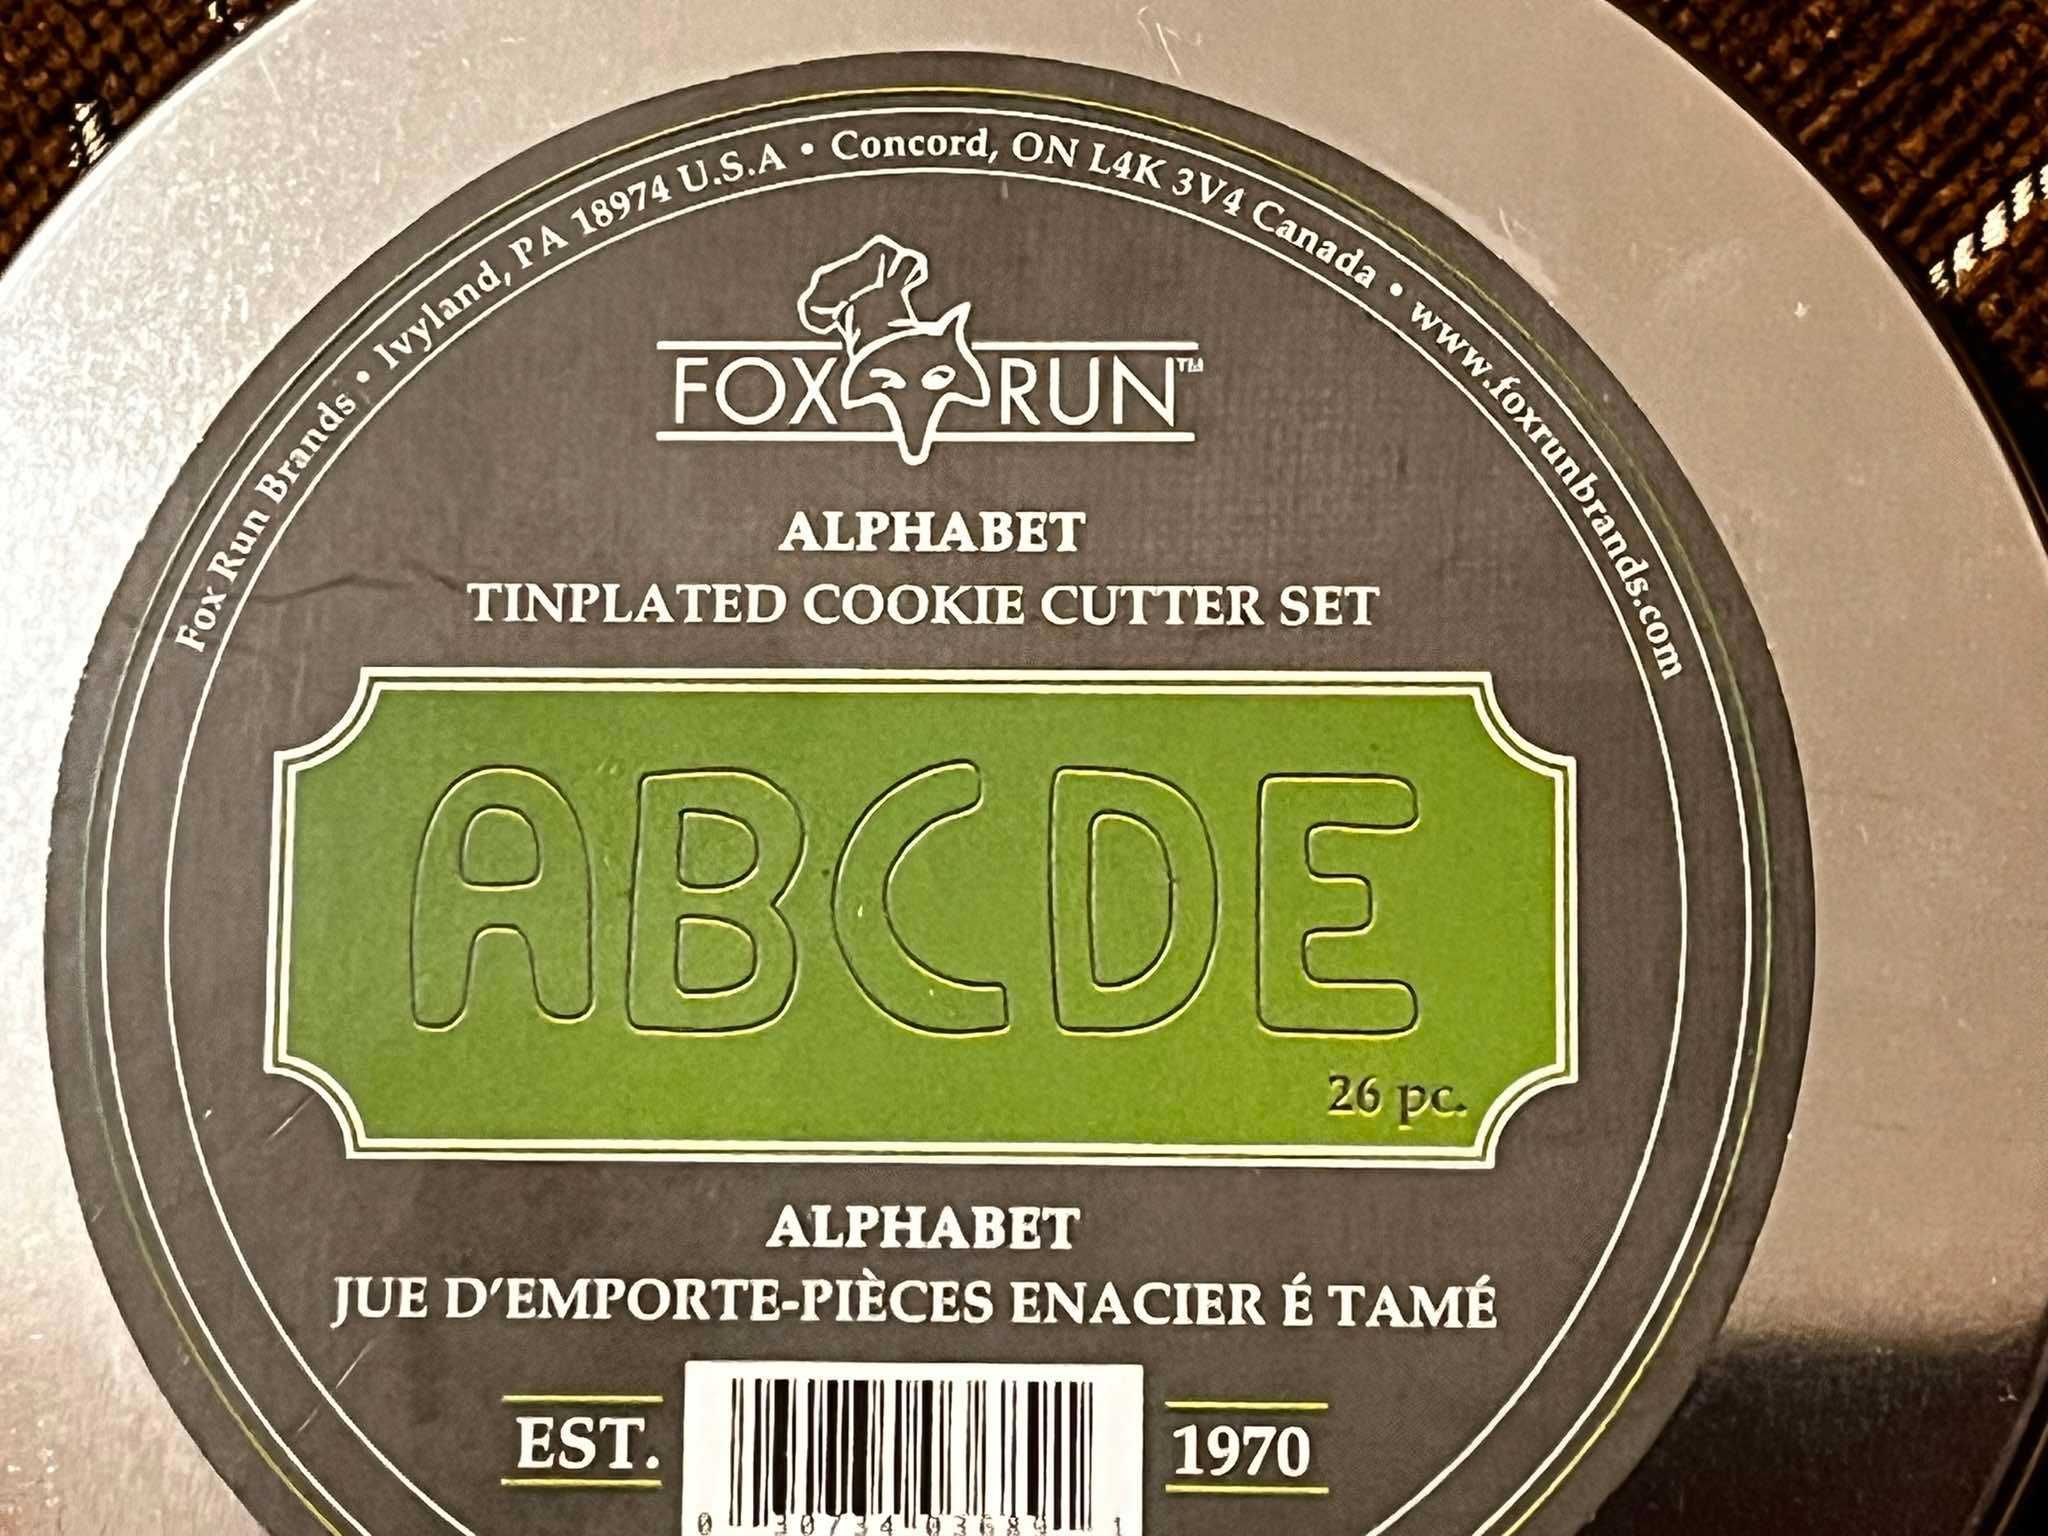 Fox Run Brands • Ivyland, PA 18974 U.S.A • Concord, ON L4K 3V4 Canada • www.foxrunbrands.com
FOX RUN™
ALPHABET
TINPLATED COOKIE CUTTER SET
ABCDE
26 pc.
ALPHABET
JUE D'EMPORTE-PIÈCES ENACIER É TAMÉ
EST. 1970